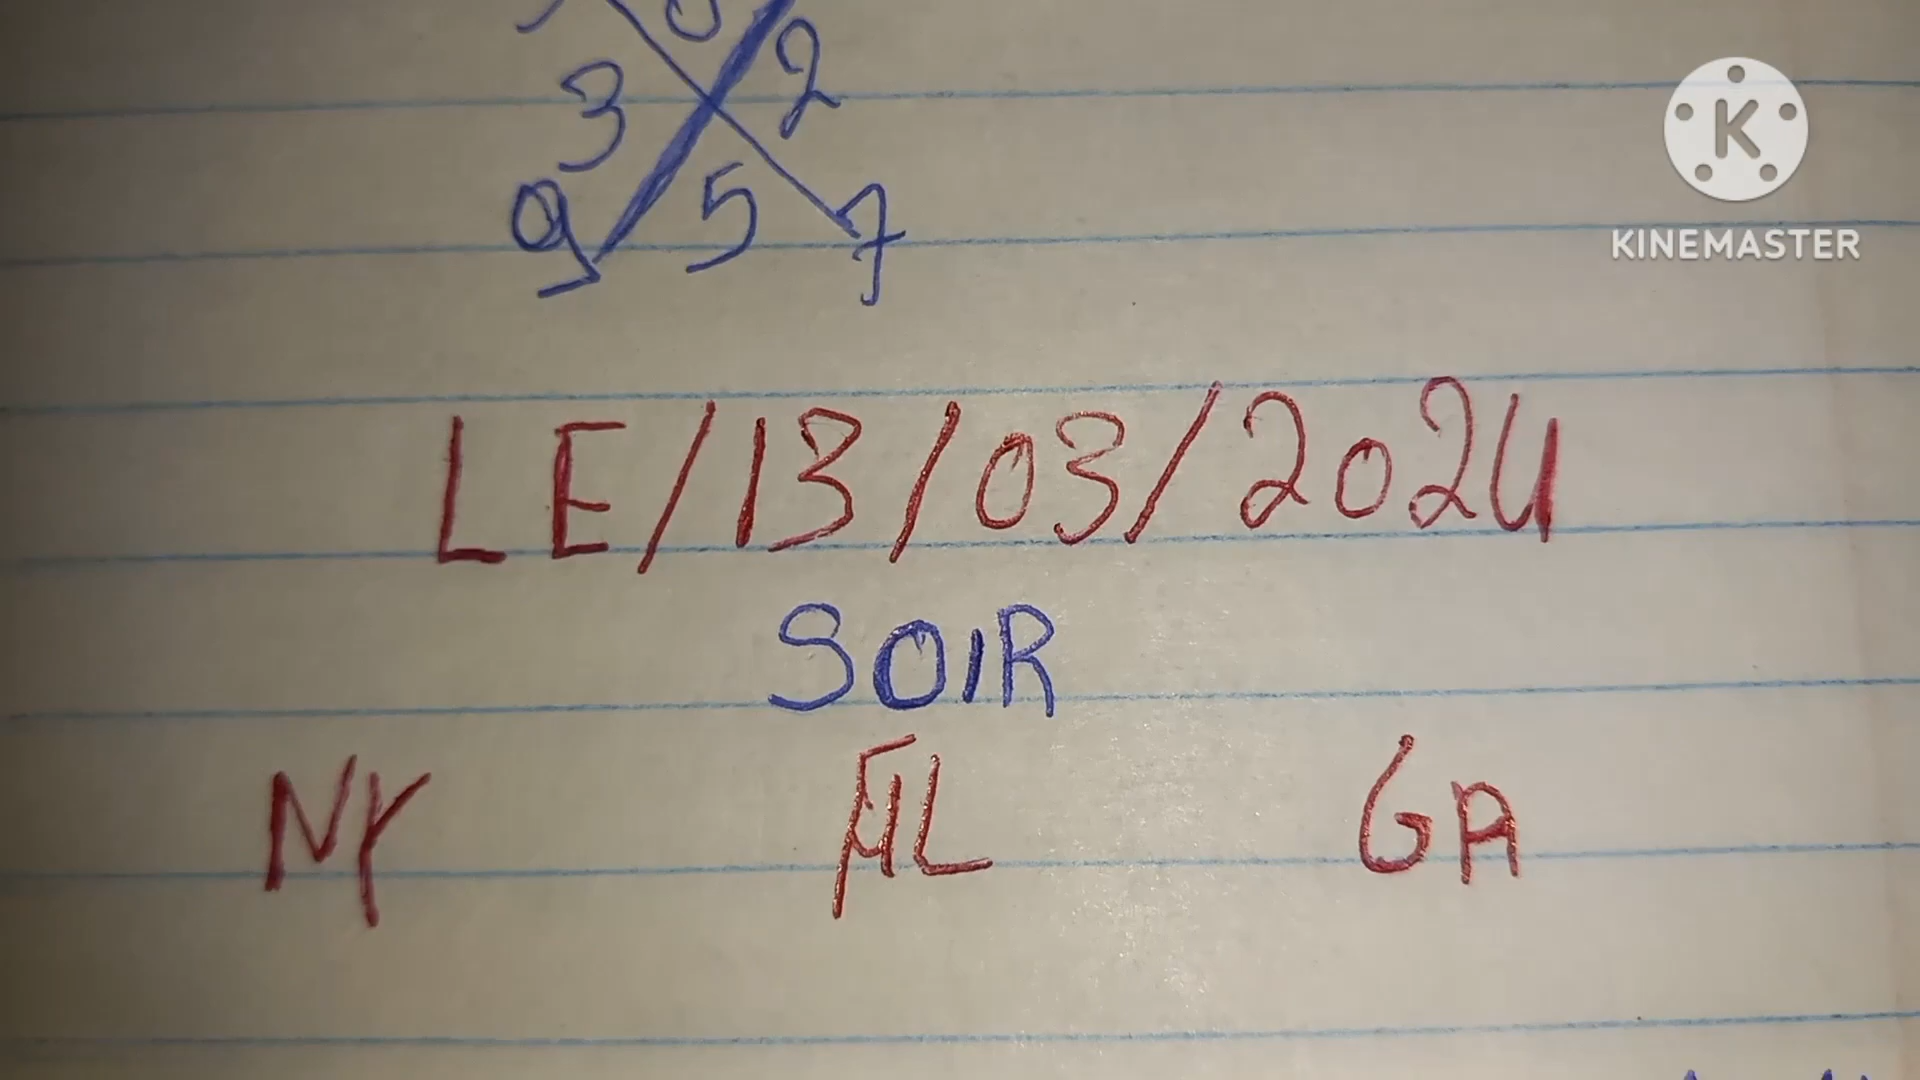 3 2
9 5 7
LE/13/03/2024
SOIR
NY FL GA
K
KINEMASTER